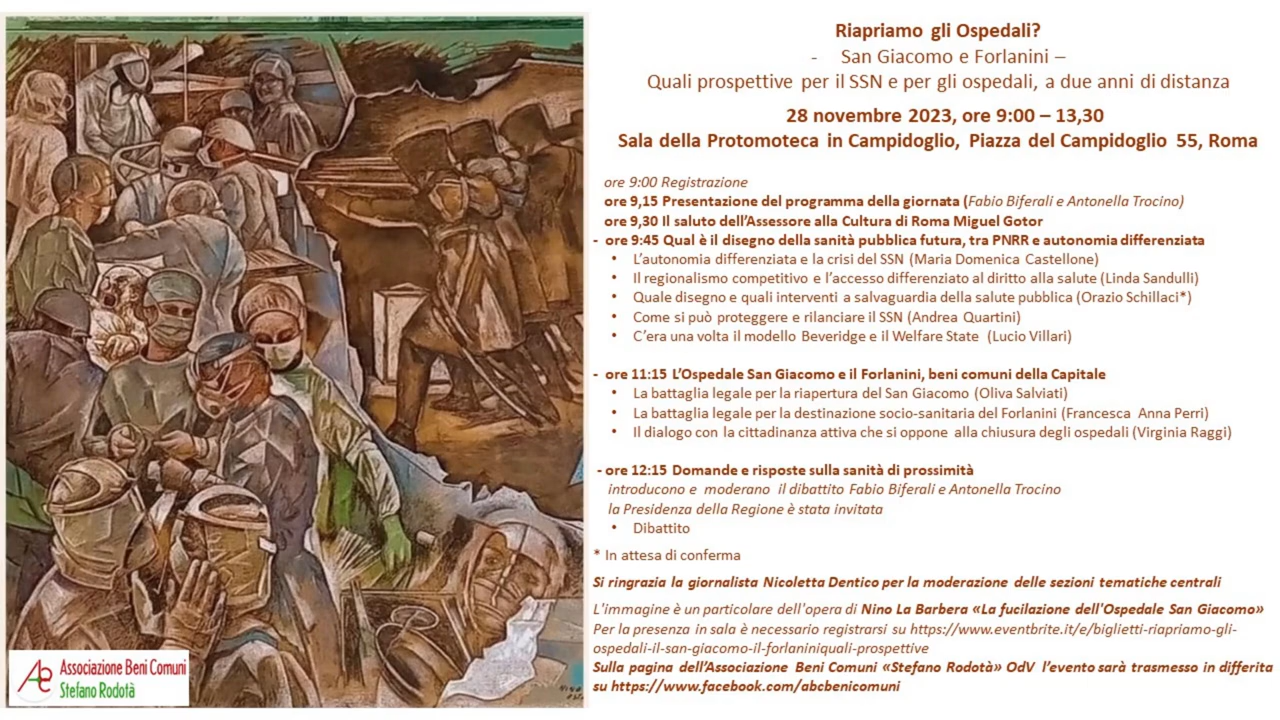 Riapriamo gli Ospedali?
- San Giacomo e Forlanini –
Quali prospettive per il SSN e per gli ospedali, a due anni di distanza
28 novembre 2023, ore 9:00 – 13,30
Sala della Protomoteca in Campidoglio, Piazza del Campidoglio 55, Roma
ore 9:00 Registrazione
ore 9,15 Presentazione del programma della giornata (Fabio Biferali e Antonella Trocino)
ore 9,30 Il saluto dell'Assessore alla Cultura di Roma Miguel Gotor
- ore 9:45 Qual è il disegno della sanità pubblica futura, tra PNRR e autonomia differenziata
• L'autonomia differenziata e la crisi del SSN (Maria Domenica Castellone)
• Il regionalismo competitivo e l'accesso differenziato al diritto alla salute (Linda Sandulli)
• Quale disegno e quali interventi a salvaguardia della salute pubblica (Orazio Schillaci*)
• Come si può proteggere e rilanciare il SSN (Andrea Quartini)
• C'era una volta il modello Beveridge e il Welfare State (Lucio Villari)
- ore 11:15 L'Ospedale San Giacomo e il Forlanini, beni comuni della Capitale
• La battaglia legale per la riapertura del San Giacomo (Oliva Salviati)
• La battaglia legale per la destinazione socio-sanitaria del Forlanini (Francesca Anna Perri)
• Il dialogo con la cittadinanza attiva che si oppone alla chiusura degli ospedali (Virginia Raggi)
- ore 12:15 Domande e risposte sulla sanità di prossimità
introducono e moderano il dibattito Fabio Biferali e Antonella Trocino
la Presidenza della Regione è stata invitata
• Dibattito
* In attesa di conferma
Si ringrazia la giornalista Nicoletta Dentico per la moderazione delle sezioni tematiche centrali
L'immagine è un particolare dell'opera di Nino La Barbera «La fucilazione dell'Ospedale San Giacomo»
Per la presenza in sala è necessario registrarsi su https://www.eventbrite.it/e/biglietti-riapriamo-gli-
ospedali-il-san-giacomo-il-forlaniniquali-prospettive
Sulla pagina dell'Associazione Beni Comuni «Stefano Rodotà» OdV l'evento sarà trasmesso in differita
su https://www.facebook.com/abcbenicomuni
Associazione Beni Comuni
Stefano Rodotà